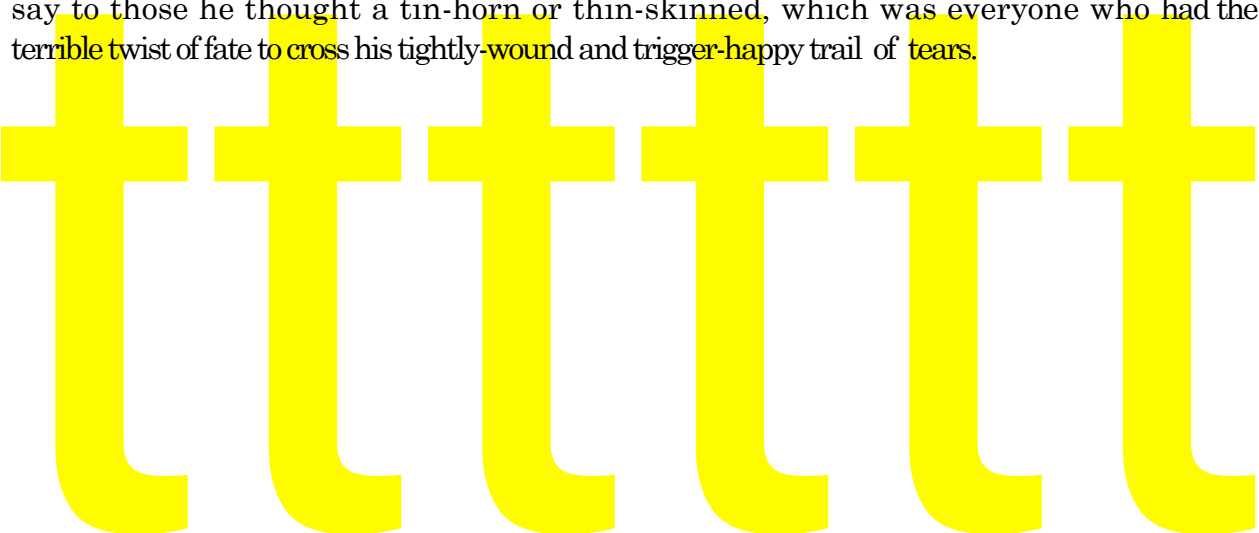 say to those he thought a tin-horn or thin-skinned, which was everyone who had the
terrible twist of fate to cross his tightly-wound and trigger-happy trail of tears.
tttttt